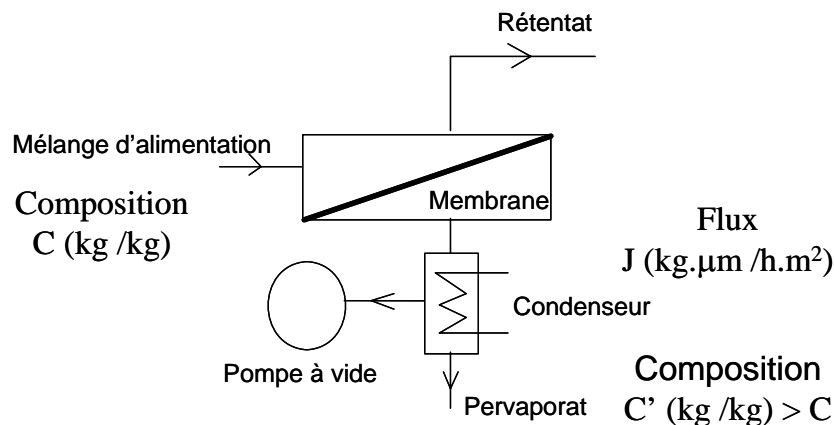 Rétentat
Mélange d'alimentation
Membrane
Composition
C (kg /kg)
Flux
J (kg.μm /h.m²)
Condenseur
Pompe à vide
Composition
Pervaporat
C' (kg /kg) > C